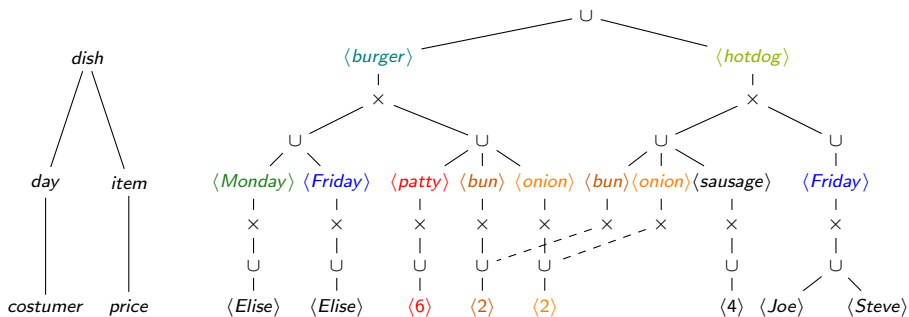 ∪
dish ⟨burger⟩ ⟨hotdog⟩
× ×
∪ ∪ ∪ ∪
day item ⟨Monday⟩ ⟨Friday⟩ ⟨patty⟩ ⟨bun⟩ ⟨onion⟩ ⟨bun⟩ ⟨onion⟩ ⟨sausage⟩ ⟨Friday⟩
× × × × × × × × ×
∪ ∪ ∪ ∪ ∪ ∪ ∪
costumer price ⟨Elise⟩ ⟨Elise⟩ ⟨6⟩ ⟨2⟩ ⟨2⟩ ⟨4⟩ ⟨Joe⟩ ⟨Steve⟩